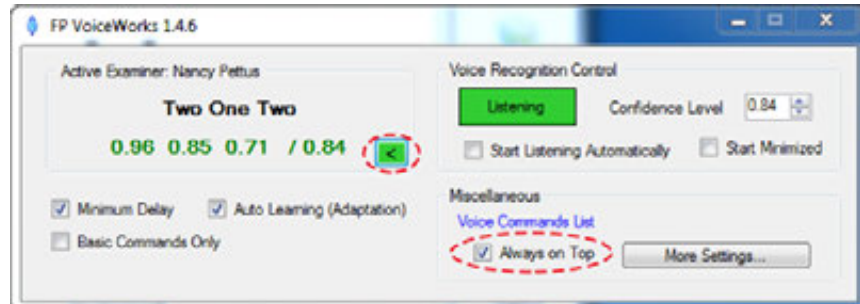 FP VoiceWorks 1.4.6
Active Examiner: Nancy Pettus
Two One Two
0.96 0.85 0.71 / 0.84 <
Minimum Delay Auto Learning (Adaptation)
Basic Commands Only
Voice Recognition Control
Listening Confidence Level 0.84
Start Listening Automatically Start Minimized
Miscellaneous
Voice Commands List
Always on Top More Settings...